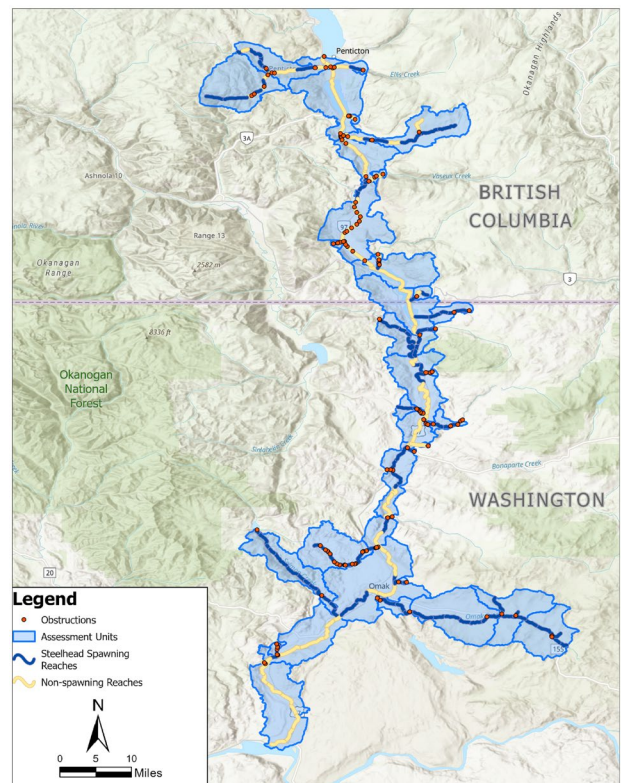 Penticton
Ellis Creek
Okanagan Highlands
3A
Ashnola 10
Vaseux Creek
BRITISH
COLUMBIA
97
Range 13
Okanagan
Range
2582 m
3
8336 ft
Okanogan
National
Forest
Bonaparte Creek
WASHINGTON
20
Omak
Omak
155
Legend
Obstructions
Assessment Units
Steelhead Spawning
Reaches
Non-spawning Reaches
N
0 5 10
Miles